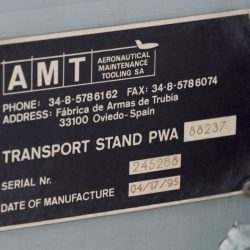 AMT
AERONAUTICAL
MAINTENANCE
TOOLING SA
PHONE: 34-8-5786162 FAX: 34-8-5786074
ADDRESS: Fábrica de Armas de Trubia
33100 Oviedo-Spain
TRANSPORT STAND PWA 88237
SERIAL Nr. 245268
DATE OF MANUFACTURE 04/17/95